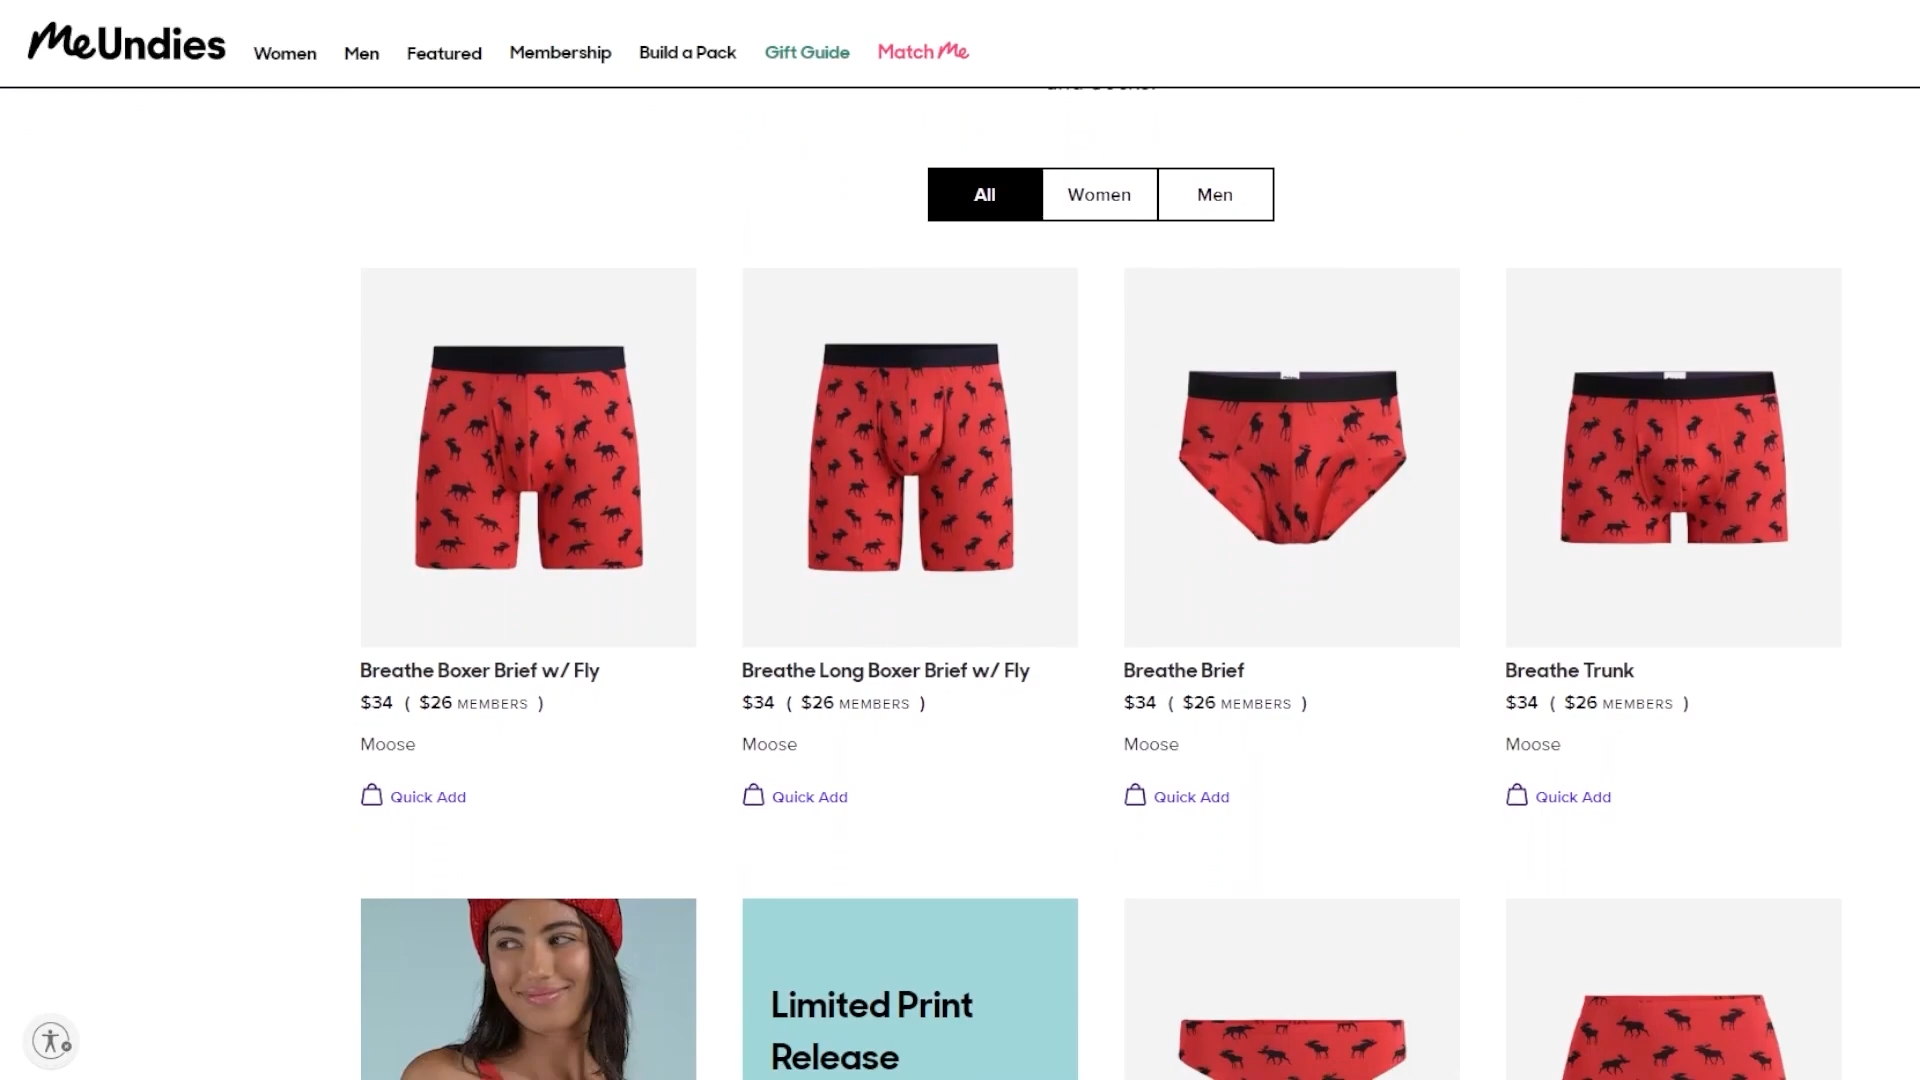 MeUndies
Women
Men
Featured
Membership
Build a Pack
Gift Guide
Match Me
All
Women
Men
Breathe Boxer Brief w/ Fly
$34 ( $26 MEMBERS )
Moose
Quick Add
Breathe Long Boxer Brief w/ Fly
$34 ( $26 MEMBERS )
Moose
Quick Add
Breathe Brief
$34 ( $26 MEMBERS )
Moose
Quick Add
Breathe Trunk
$34 ( $26 MEMBERS )
Moose
Quick Add
Limited Print
Release